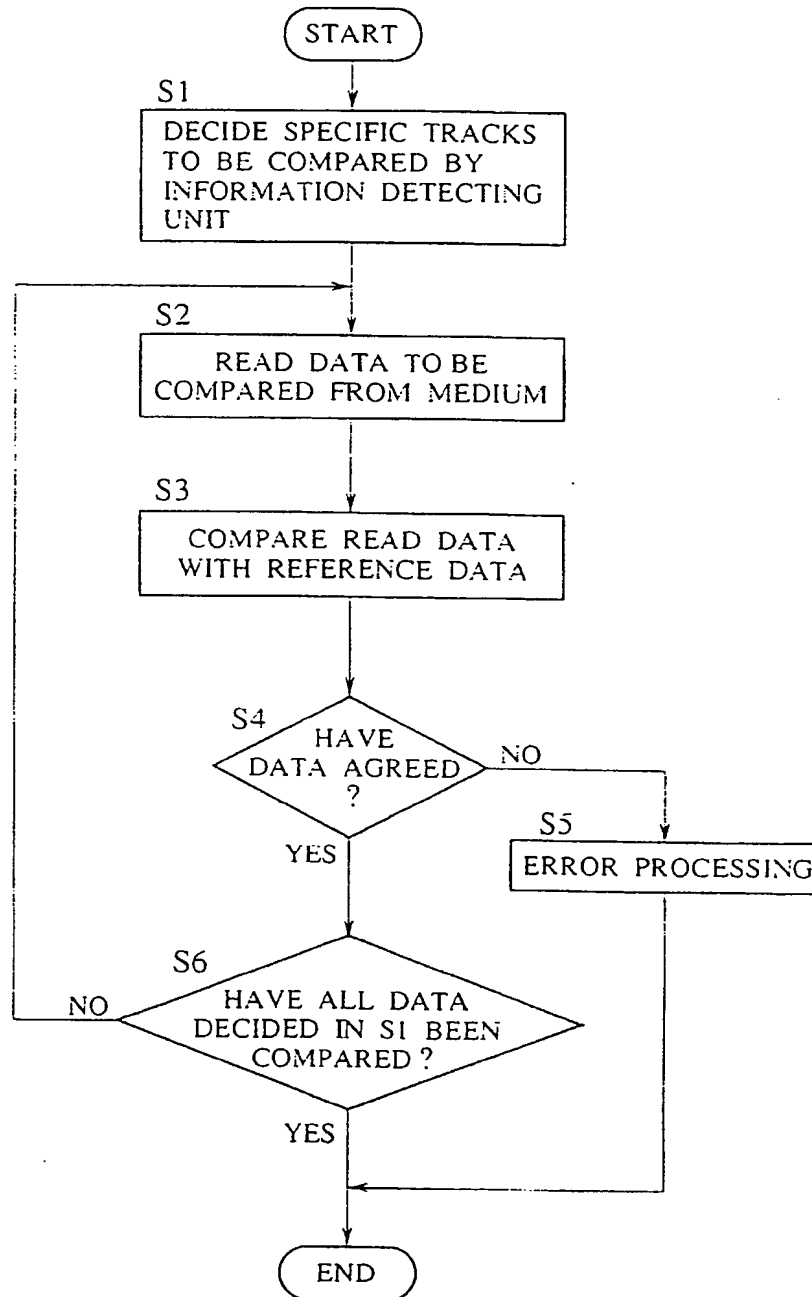 START
S1
DECIDE SPECIFIC TRACKS
TO BE COMPARED BY
INFORMATION DETECTING
UNIT
S2
READ DATA TO BE
COMPARED FROM MEDIUM
S3
COMPARE READ DATA
WITH REFERENCE DATA
S4
HAVE
DATA AGREED
?
NO
YES
S5
ERROR PROCESSING
S6
NO
HAVE ALL DATA
DECIDED IN S1 BEEN
COMPARED ?
YES
END